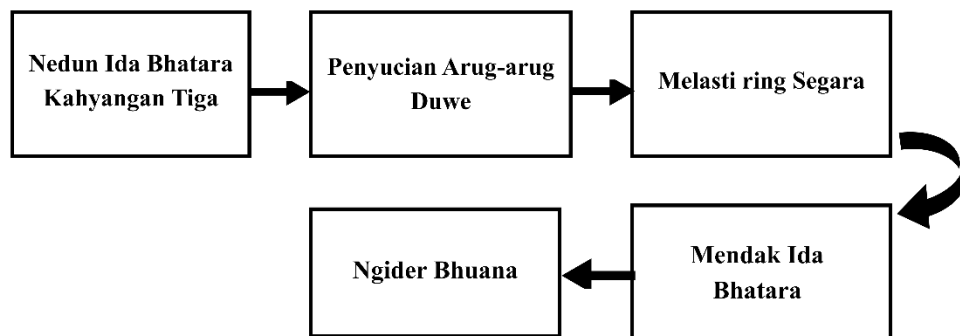 Nedun Ida Bhatara
Kahyangan Tiga
Penyucian Arug-arug
Duwe
Melasti ring Segara
Mendak Ida
Bhatara
Ngider Bhuana